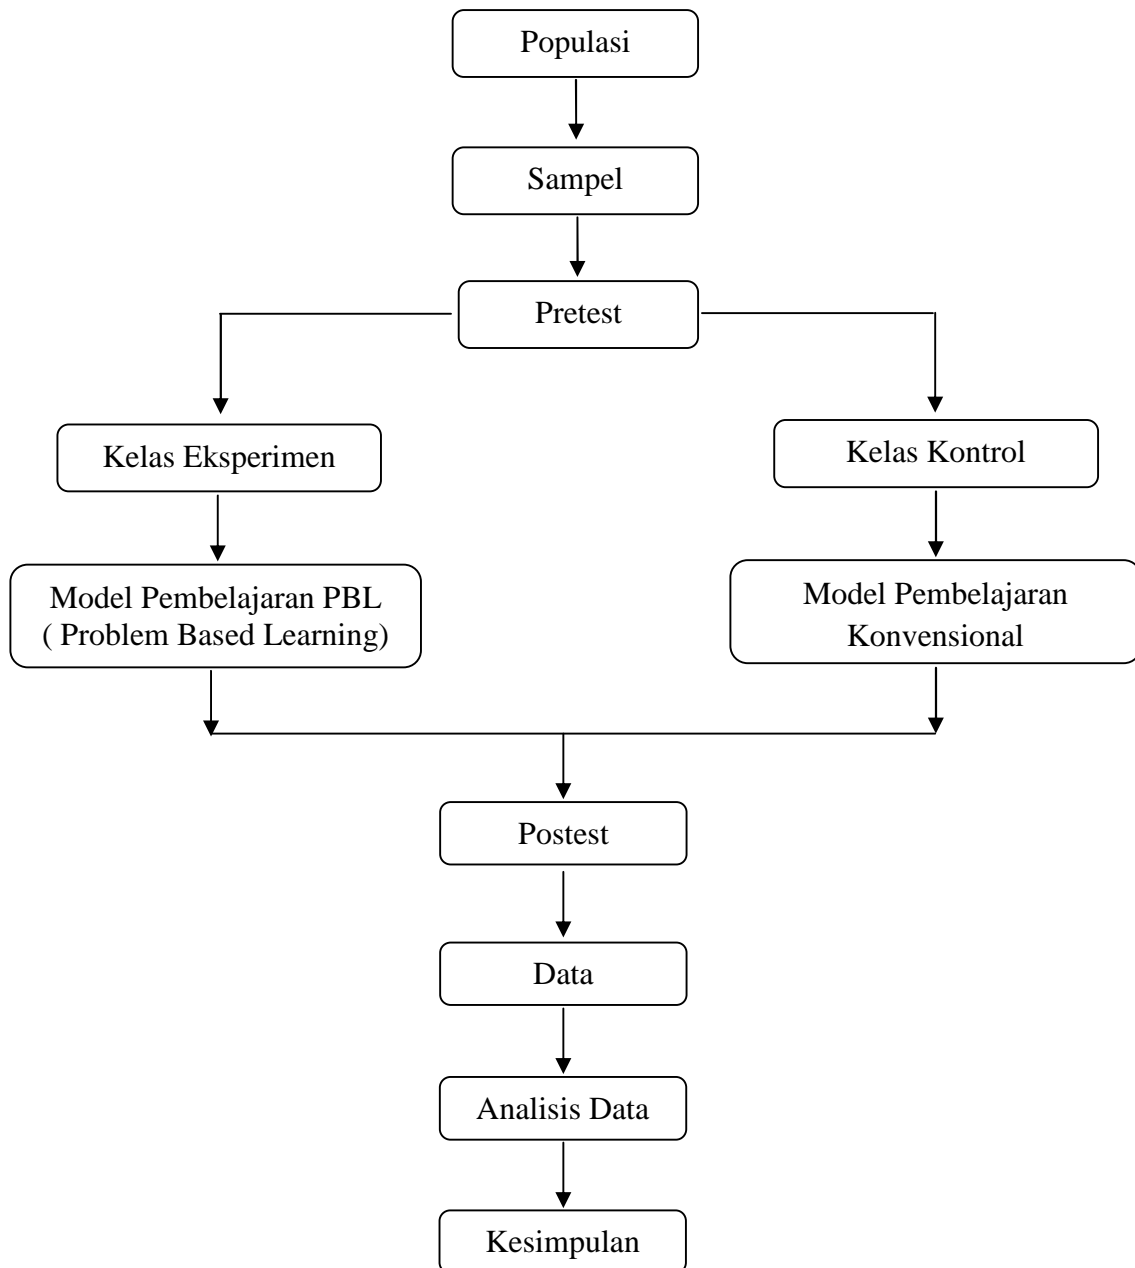 Populasi
Sampel
Pretest
Kelas Eksperimen
Kelas Kontrol
Model Pembelajaran PBL
( Problem Based Learning)
Model Pembelajaran
Konvensional
Postest
Data
Analisis Data
Kesimpulan